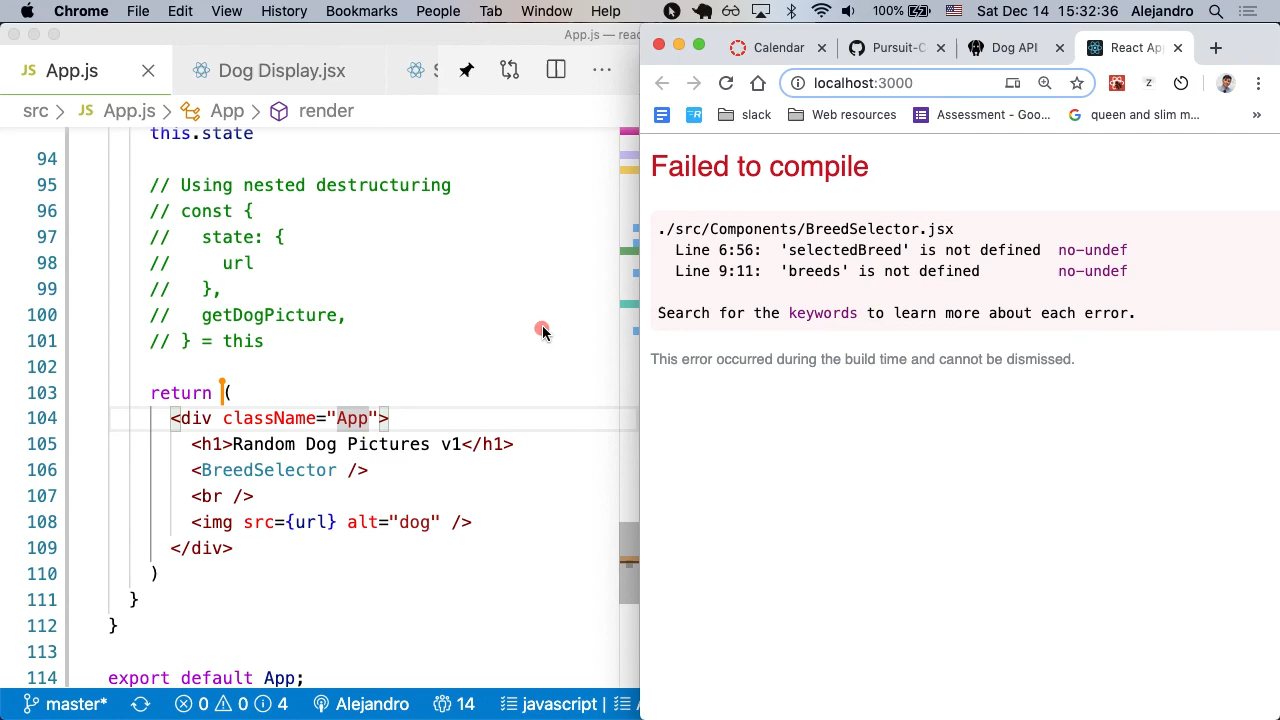 Chrome File Edit View History Bookmarks People Tab Window Help 100% Sat Dec 14 15:32:36 Alejandro
App.js — reac
JS App.js Dog Display.jsx
src > JS App.js > App > render
this.state
94
95 // Using nested destructuring
96 // const {
97 // state: {
98 // url
99 // },
100 // getDogPicture,
101 // } = this
102
103 return (
104 <div className="App">
105 <h1>Random Dog Pictures v1</h1>
106 <BreedSelector />
107 <br />
108 <img src={url} alt="dog" />
109 </div>
110 )
111 }
112 }
113
114 export default App;
master* 0 0 4 Alejandro 14 javascript |
Calendar Pursuit-C Dog API React App
localhost:3000
slack Web resources Assessment - Goo... queen and slim m... »
Failed to compile
./src/Components/BreedSelector.jsx
Line 6:56: 'selectedBreed' is not defined no-undef
Line 9:11: 'breeds' is not defined no-undef
Search for the keywords to learn more about each error.
This error occurred during the build time and cannot be dismissed.